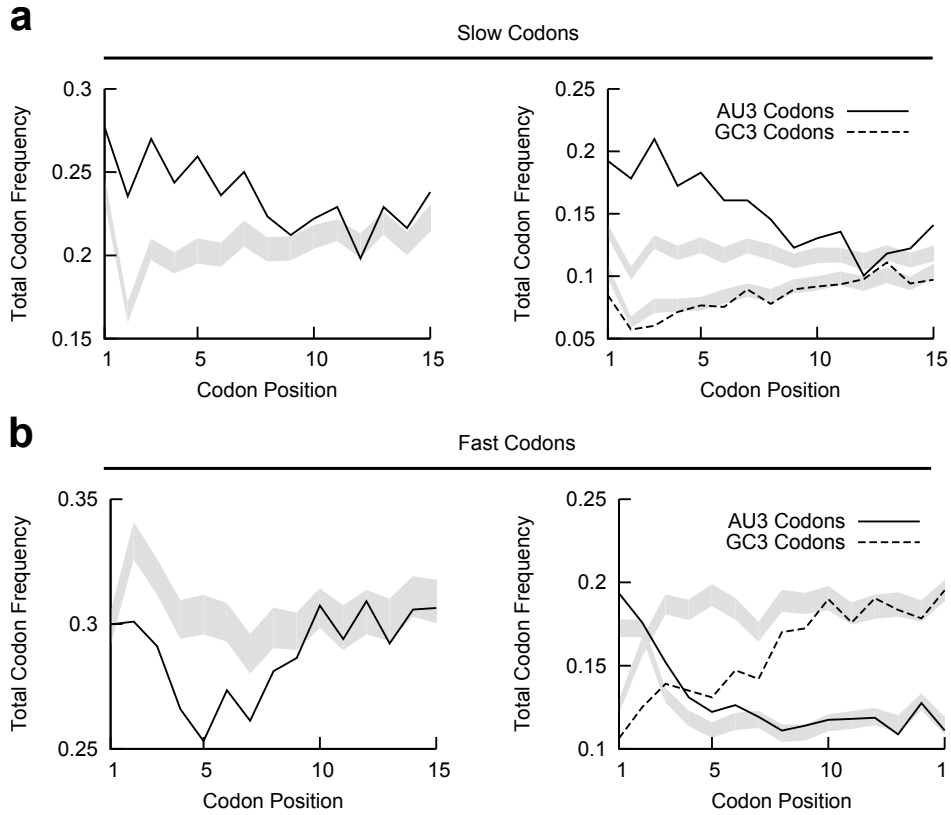 a
Slow Codons
0.3
0.25
0.2
0.15
Total Codon Frequency
1 5 10 15
Codon Position
AU3 Codons
GC3 Codons
0.25
0.2
0.15
0.1
0.05
Total Codon Frequency
1 5 10 15
Codon Position
b
Fast Codons
0.35
0.3
0.25
Total Codon Frequency
1 5 10 15
Codon Position
AU3 Codons
GC3 Codons
0.25
0.2
0.15
0.1
Total Codon Frequency
1 5 10 1
Codon Position